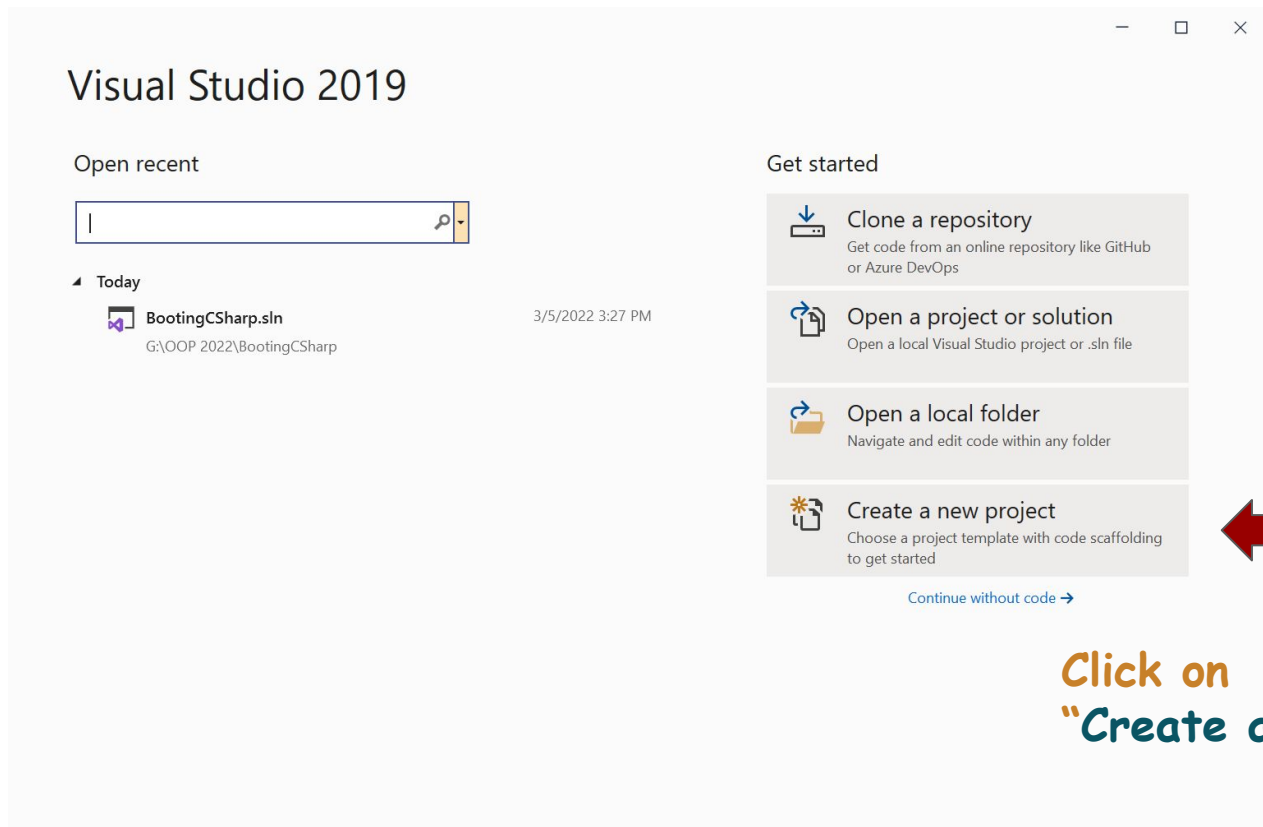 Visual Studio 2019
Open recent
Today
BootingCSharp.sln
3/5/2022 3:27 PM
G:\OOP 2022\BootingCSharp
Get started
Clone a repository
Get code from an online repository like GitHub
or Azure DevOps
Open a project or solution
Open a local Visual Studio project or .sln file
Open a local folder
Navigate and edit code within any folder
Create a new project
Choose a project template with code scaffolding
to get started
Continue without code →
Click on
“Create